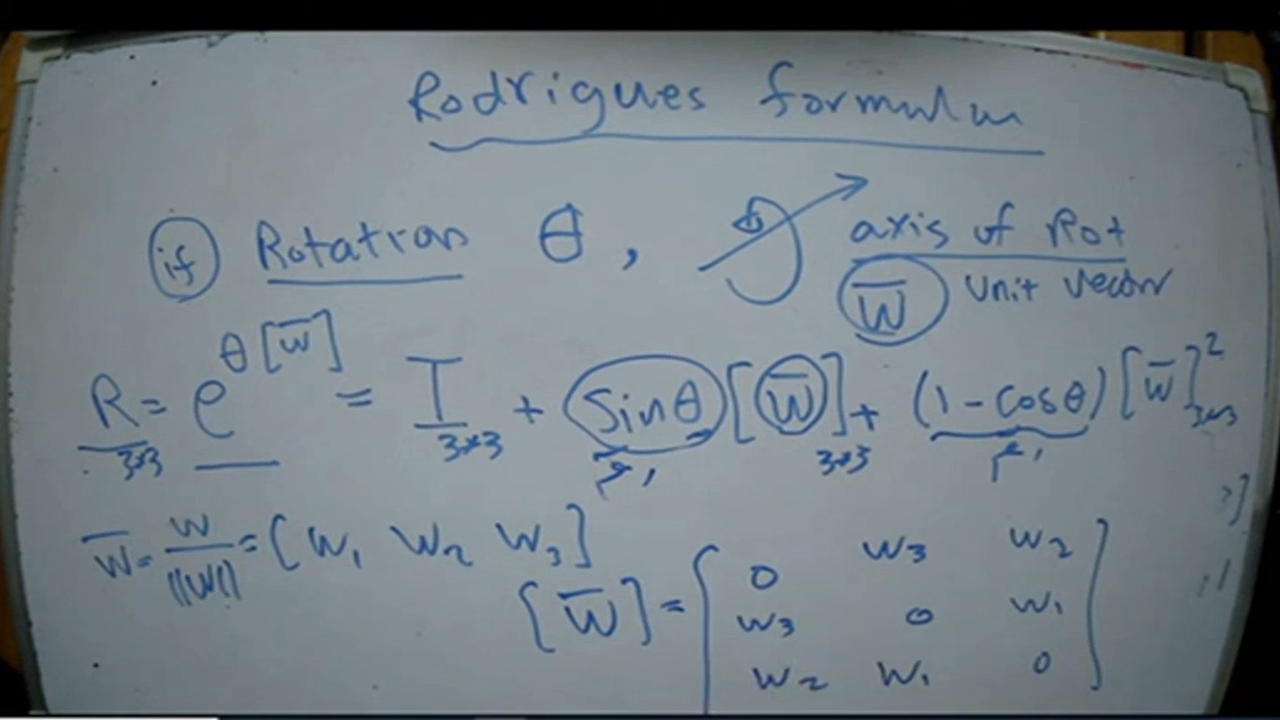 Rodrigues formula
if Rotation θ, axis of Rot
W̅ unit vector
R = e^θ[w̅] = I + sinθ [w̅] + (1 - cosθ) [w̅]²
3*3 3*3 3*3 3*3
w̅ = w/||w|| = [w₁ w₂ w₃]
[w̅] = [0 w₃ w₂
w₃ 0 w₁
w₂ w₁ 0]